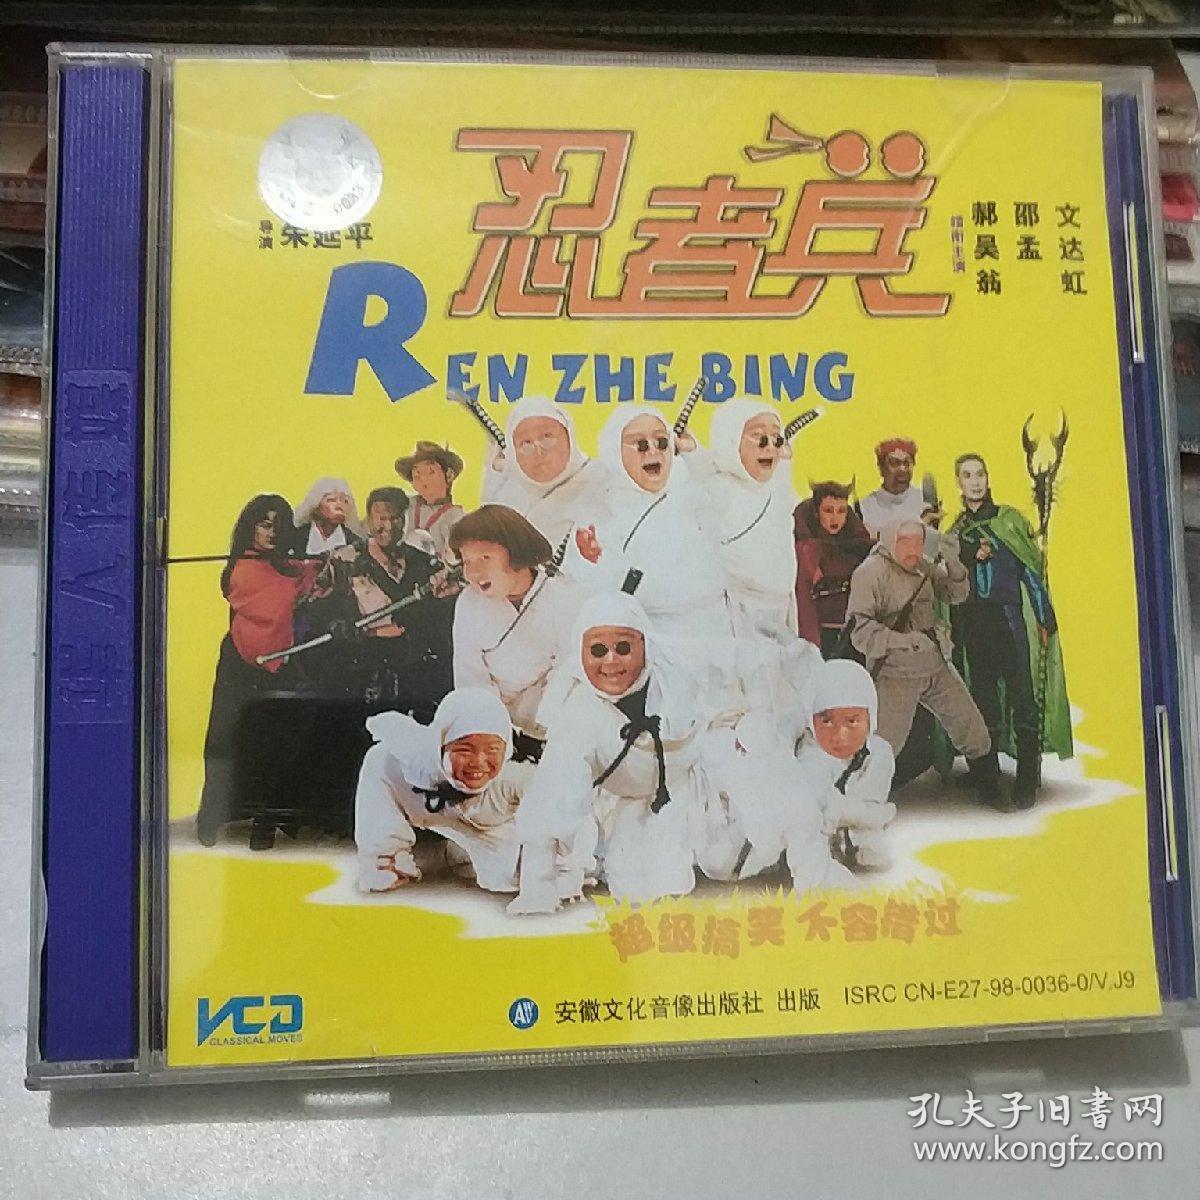 忍者兵
导演 朱延平
领衔主演
郝邵文
吴孟达
翁虹
REN ZHE BING
超级搞笑 不容错过
VCD
CLASSICAL MOVES
AW 安徽文化音像出版社 出版 ISRC CN-E27-98-0036-0/V.J9
孔夫子旧书网
www.kongfz.com